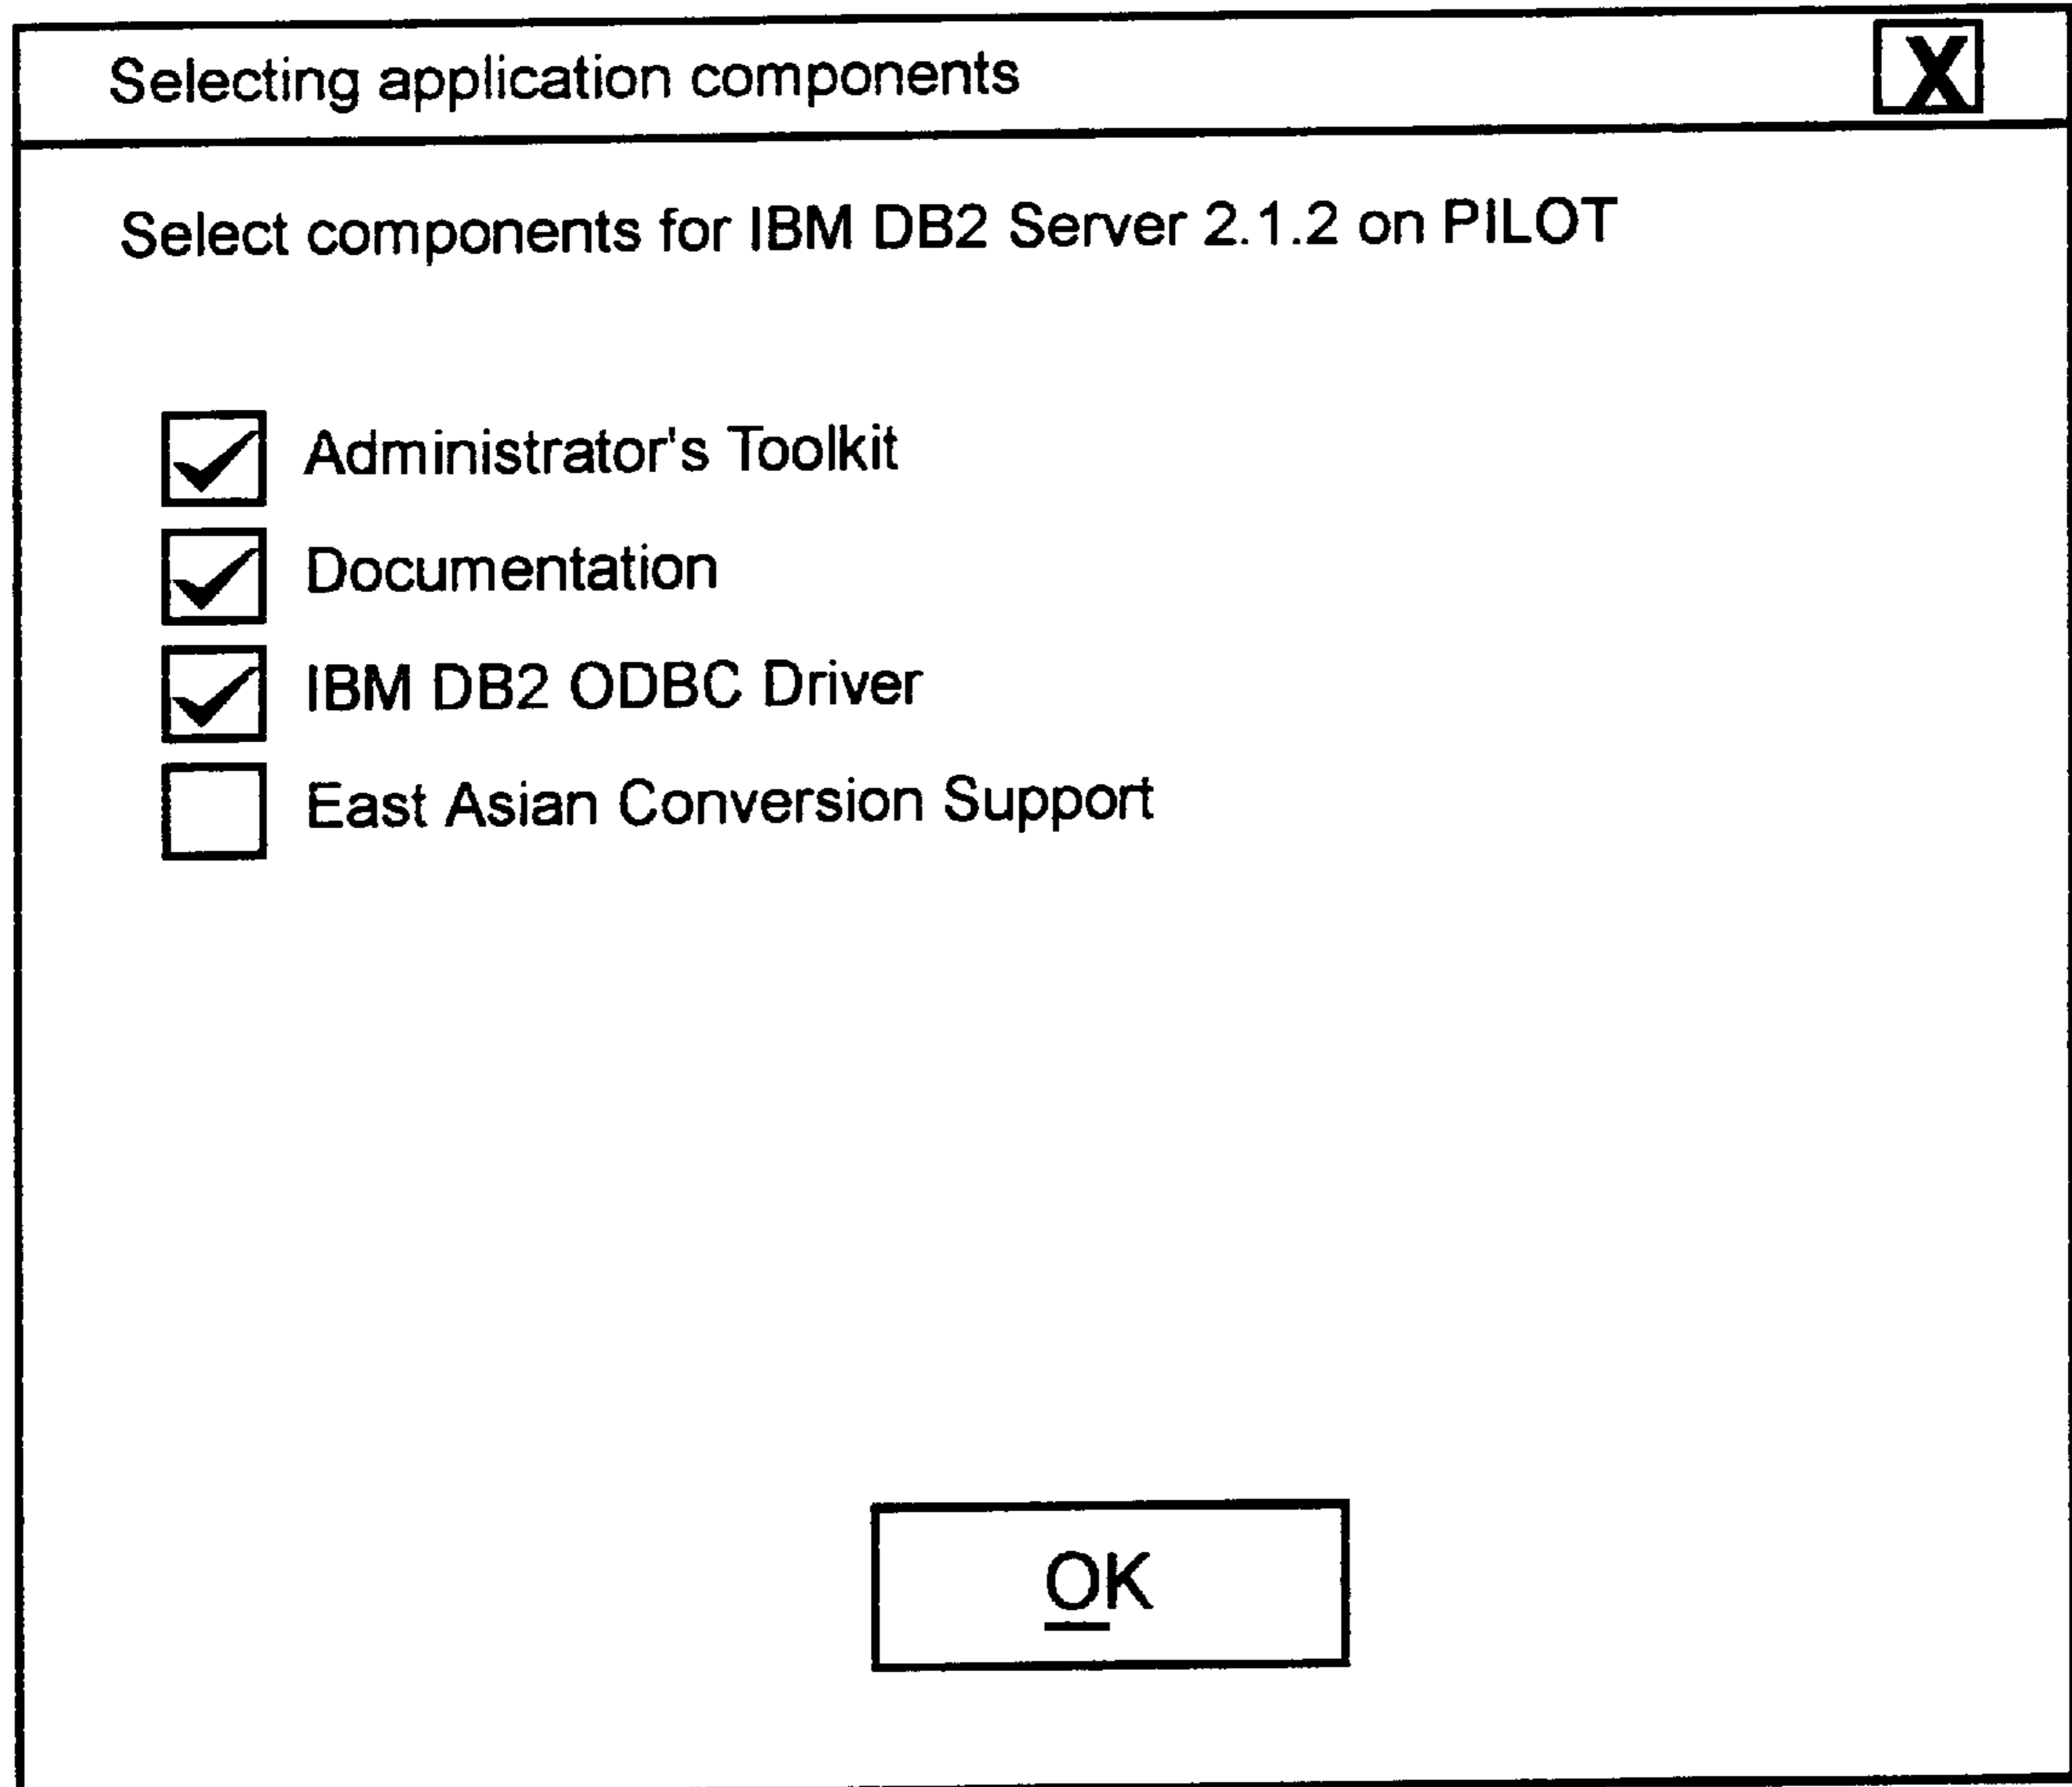 Selecting application components
X
Select components for IBM DB2 Server 2.1.2 on PILOT
Administrator's Toolkit
Documentation
IBM DB2 ODBC Driver
East Asian Conversion Support
OK